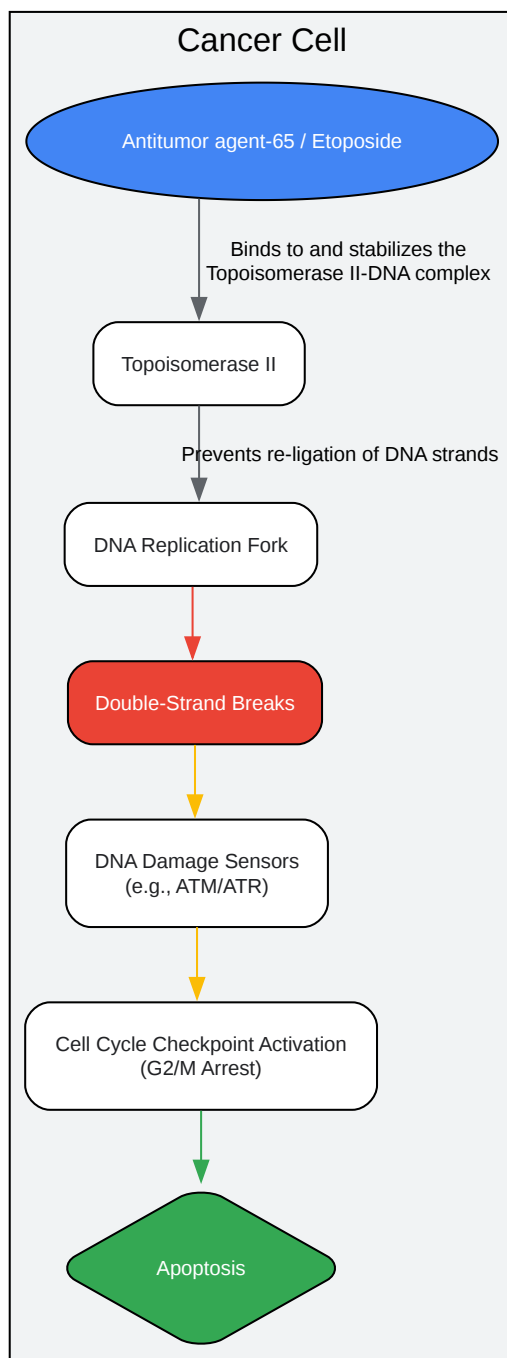 Cancer Cell
Antitumor agent-65 / Etoposide
Binds to and stabilizes the
Topoisomerase II-DNA complex
Topoisomerase II
Prevents re-ligation of DNA strands
DNA Replication Fork
Double-Strand Breaks
DNA Damage Sensors
(e.g., ATM/ATR)
Cell Cycle Checkpoint Activation
(G2/M Arrest)
Apoptosis